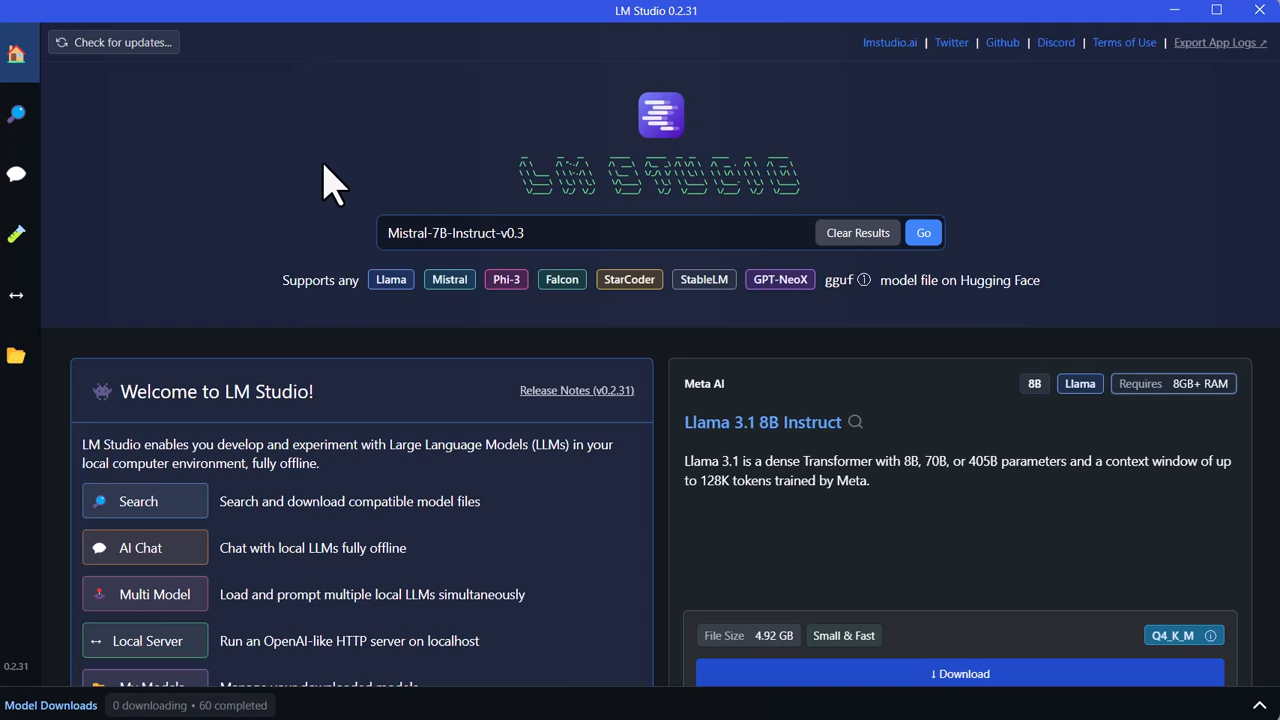 LM Studio 0.2.31
Check for updates...
lmstudio.ai | Twitter | Github | Discord | Terms of Use | Export App Logs ↗
LM STUDIO
Mistral-7B-Instruct-v0.3
Clear Results
Go
Supports any Llama Mistral Phi-3 Falcon StarCoder StableLM GPT-NeoX gguf ⓘ model file on Hugging Face
👾 Welcome to LM Studio!
Release Notes (v0.2.31)
LM Studio enables you develop and experiment with Large Language Models (LLMs) in your
local computer environment, fully offline.
Search Search and download compatible model files
AI Chat Chat with local LLMs fully offline
Multi Model Load and prompt multiple local LLMs simultaneously
↔ Local Server Run an OpenAI-like HTTP server on localhost
My Models Manage your downloaded models
Meta AI
8B Llama Requires 8GB+ RAM
Llama 3.1 8B Instruct
Llama 3.1 is a dense Transformer with 8B, 70B, or 405B parameters and a context window of up
to 128K tokens trained by Meta.
File Size 4.92 GB Small & Fast Q4_K_M ⓘ
↓ Download
0.2.31
Model Downloads 0 downloading • 60 completed